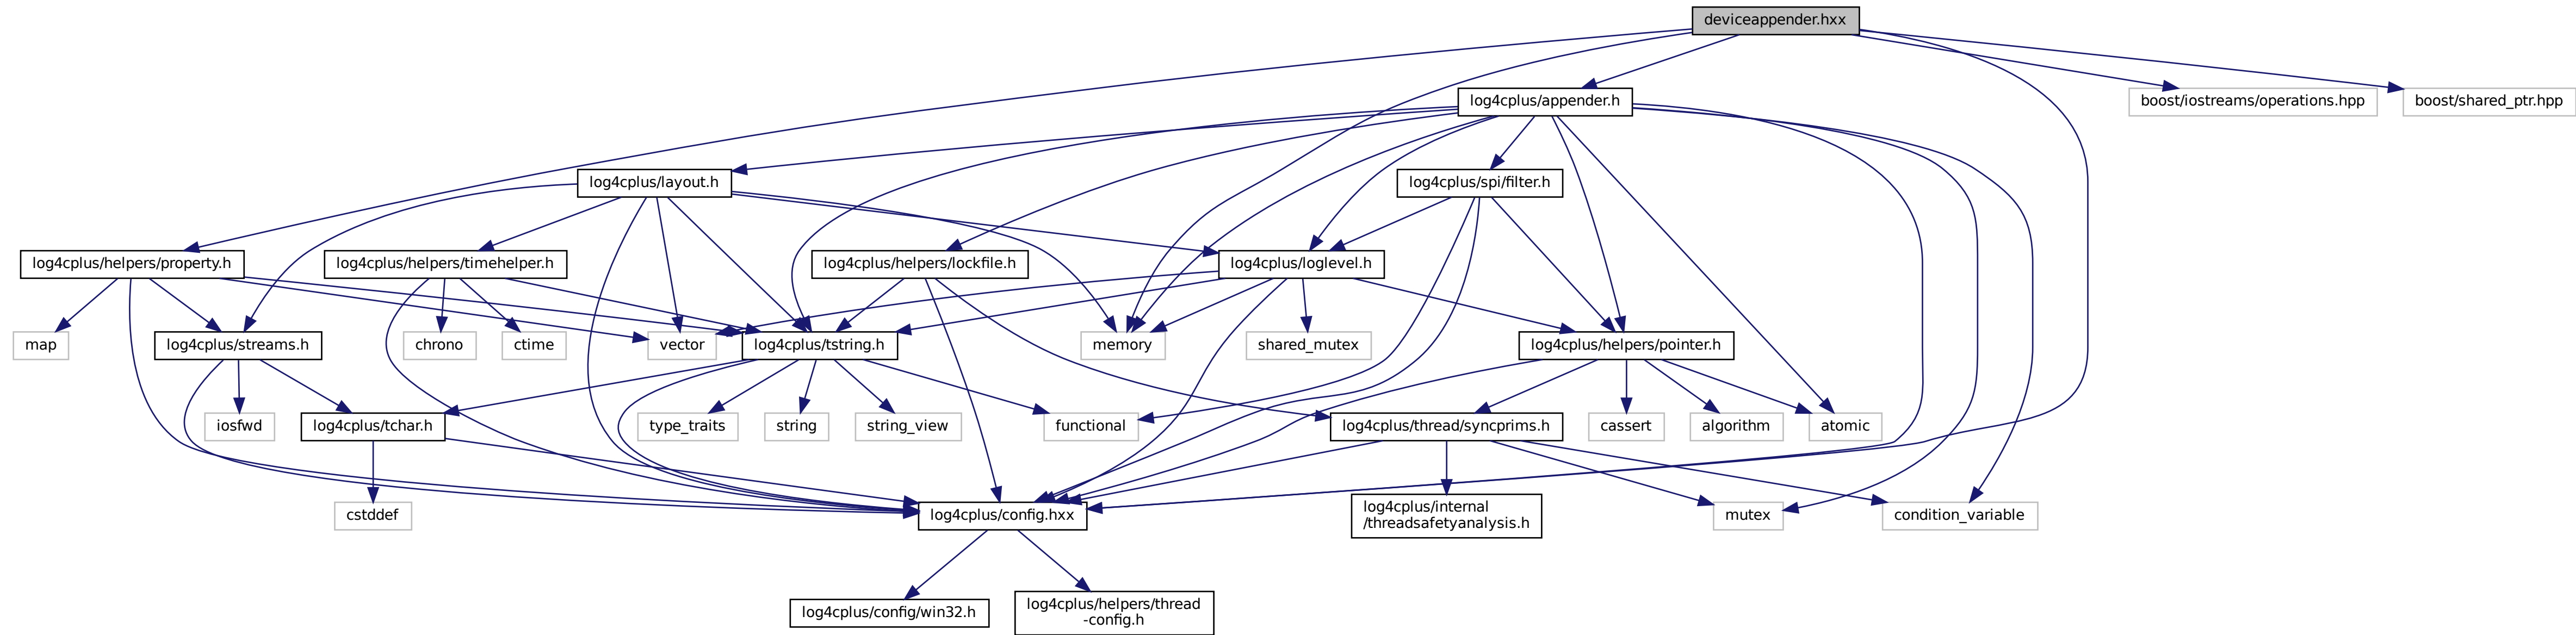 deviceappender.hxx
log4cplus/appender.h
boost/iostreams/operations.hpp
boost/shared_ptr.hpp
log4cplus/layout.h
log4cplus/spi/filter.h
log4cplus/helpers/property.h
log4cplus/helpers/timehelper.h
log4cplus/helpers/lockfile.h
log4cplus/loglevel.h
map
log4cplus/streams.h
chrono
ctime
vector
log4cplus/tstring.h
memory
shared_mutex
log4cplus/helpers/pointer.h
iosfwd
log4cplus/tchar.h
type_traits
string
string_view
functional
log4cplus/thread/syncprims.h
cassert
algorithm
atomic
cstddef
log4cplus/config.hxx
log4cplus/internal
/threadsafetyanalysis.h
mutex
condition_variable
log4cplus/config/win32.h
log4cplus/helpers/thread
-config.h